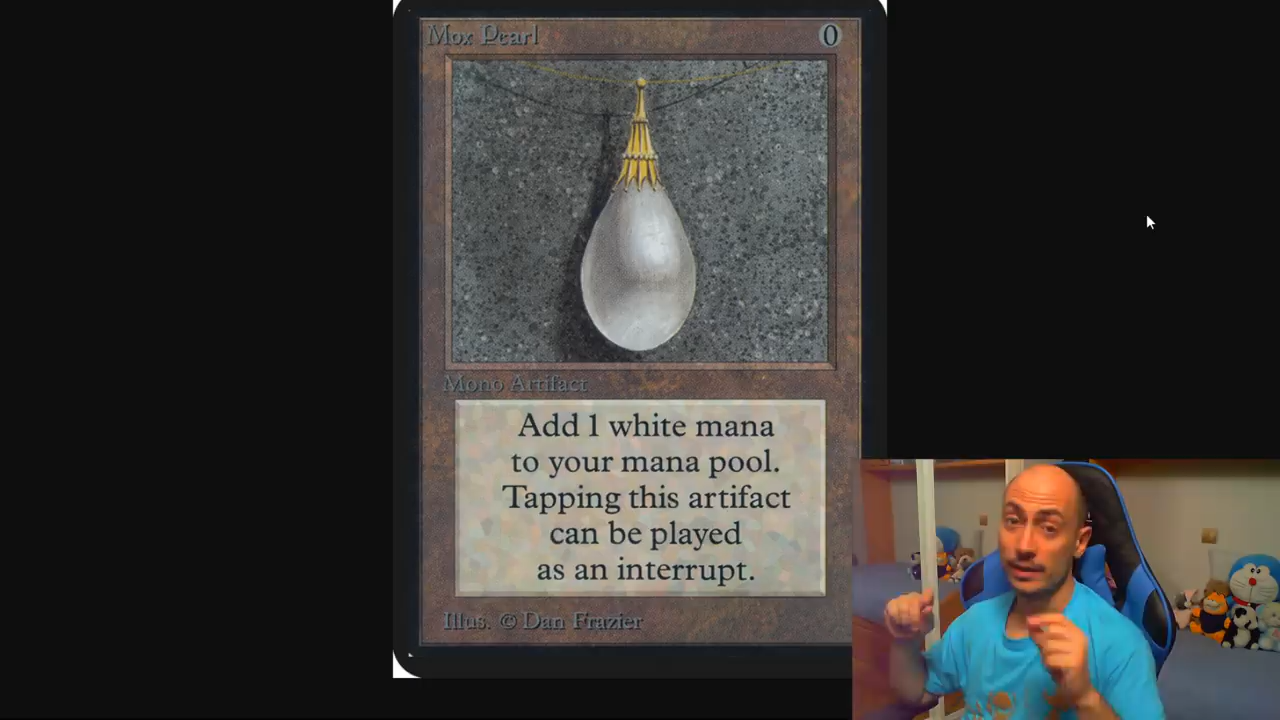 Mox Pearl 0
Mono Artifact
Add 1 white mana
to your mana pool.
Tapping this artifact
can be played
as an interrupt.
Illus. © Dan Frazier